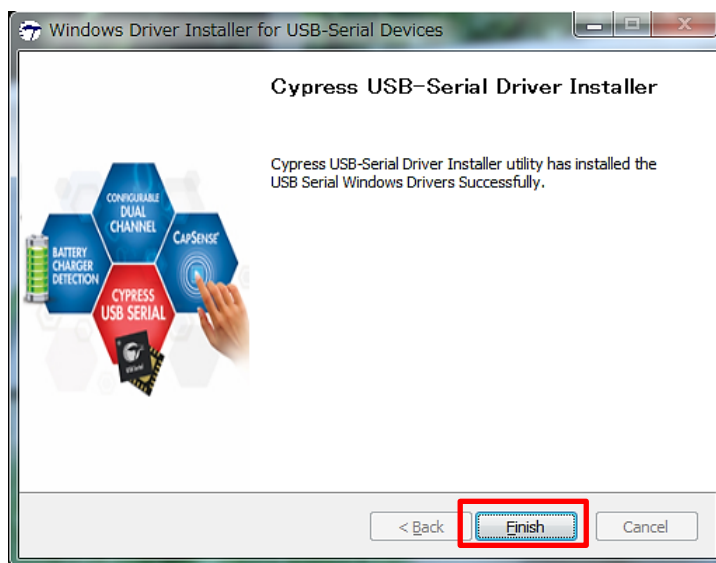 Windows Driver Installer for USB-Serial Devices
Cypress USB-Serial Driver Installer
Cypress USB-Serial Driver Installer utility has installed the
USB Serial Windows Drivers Successfully.
CONFIGURABLE
DUAL
CHANNEL
CAPSENSE
BATTERY
CHARGER
DETECTION
CYPRESS
USB SERIAL
< Back
Finish
Cancel